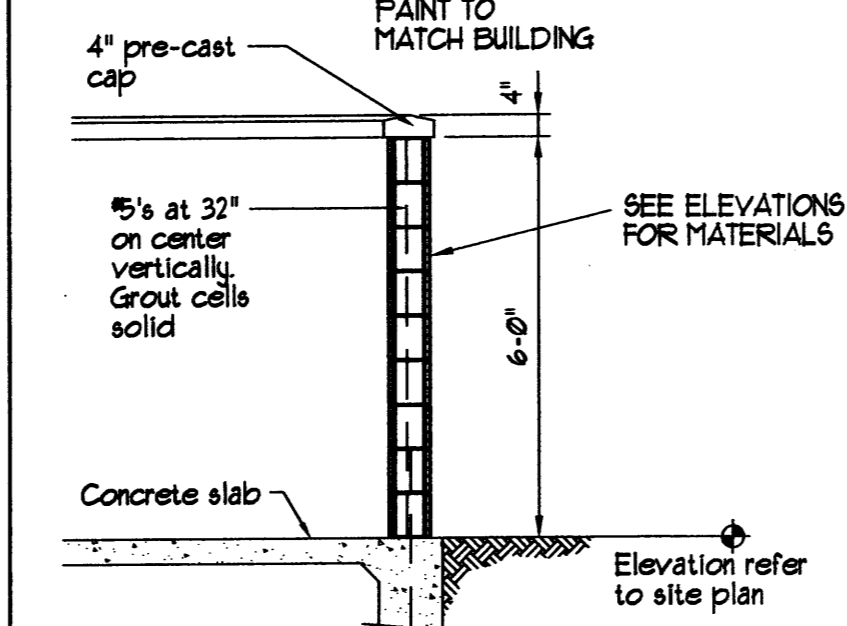 PAINT TO
MATCH BUILDING
4" pre-cast
cap
4"
#5's at 32"
on center
vertically.
Grout cells
solid
SEE ELEVATIONS
FOR MATERIALS
6-0"
Concrete slab
Elevation refer
to site plan